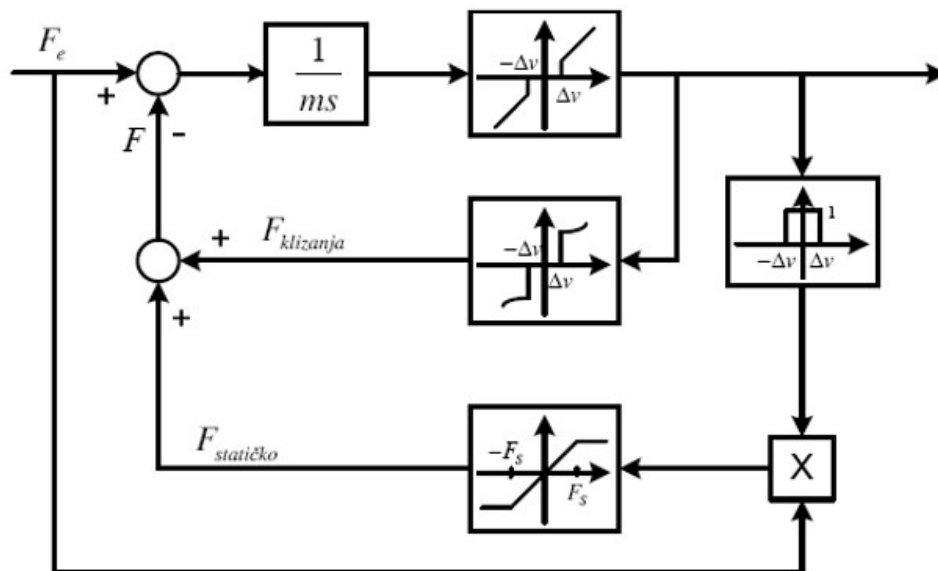 F_e
+
-
F
1
ms
−Δv
Δv
+
F_klizanja
−Δv
Δv
1
−Δv Δv
+
F_statičko
−F_s
F_s
X